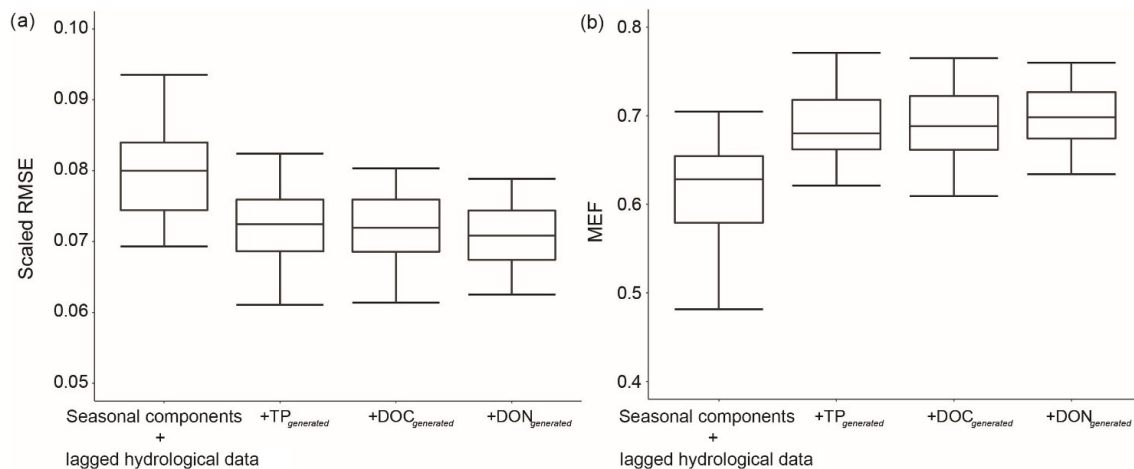 (a)
0.10
0.09
0.08
0.07
0.06
0.05
Scaled RMSE
Seasonal components
+
lagged hydrological data
+TPgenerated
+DOCgenerated
+DONgenerated
(b)
0.8
0.7
0.6
0.5
0.4
MEF
Seasonal components
+
lagged hydrological data
+TPgenerated
+DOCgenerated
+DONgenerated